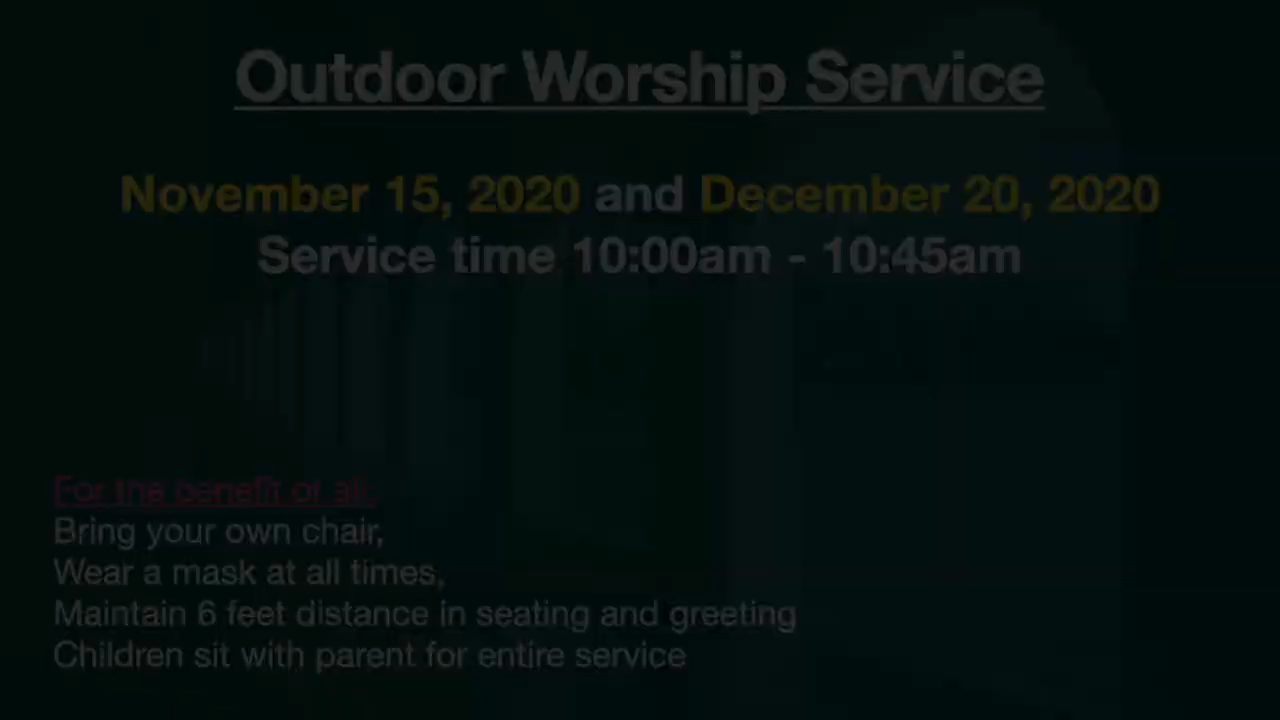 Outdoor Worship Service
November 15, 2020 and December 20, 2020
Service time 10:00am - 10:45am
For the benefit of all:
Bring your own chair,
Wear a mask at all times,
Maintain 6 feet distance in seating and greeting
Children sit with parent for entire service